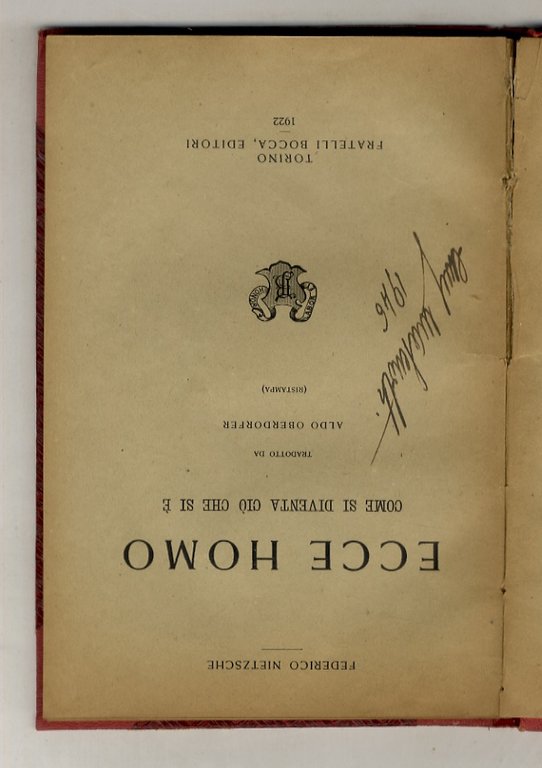 FEDERICO NIETZSCHE
ECCE HOMO
COME SI DIVENTA CIÒ CHE SI È
TRADOTTO DA
ALDO OBERDORFER
(RISTAMPA)
1946
TORINO
FRATELLI BOCCA, EDITORI
1922